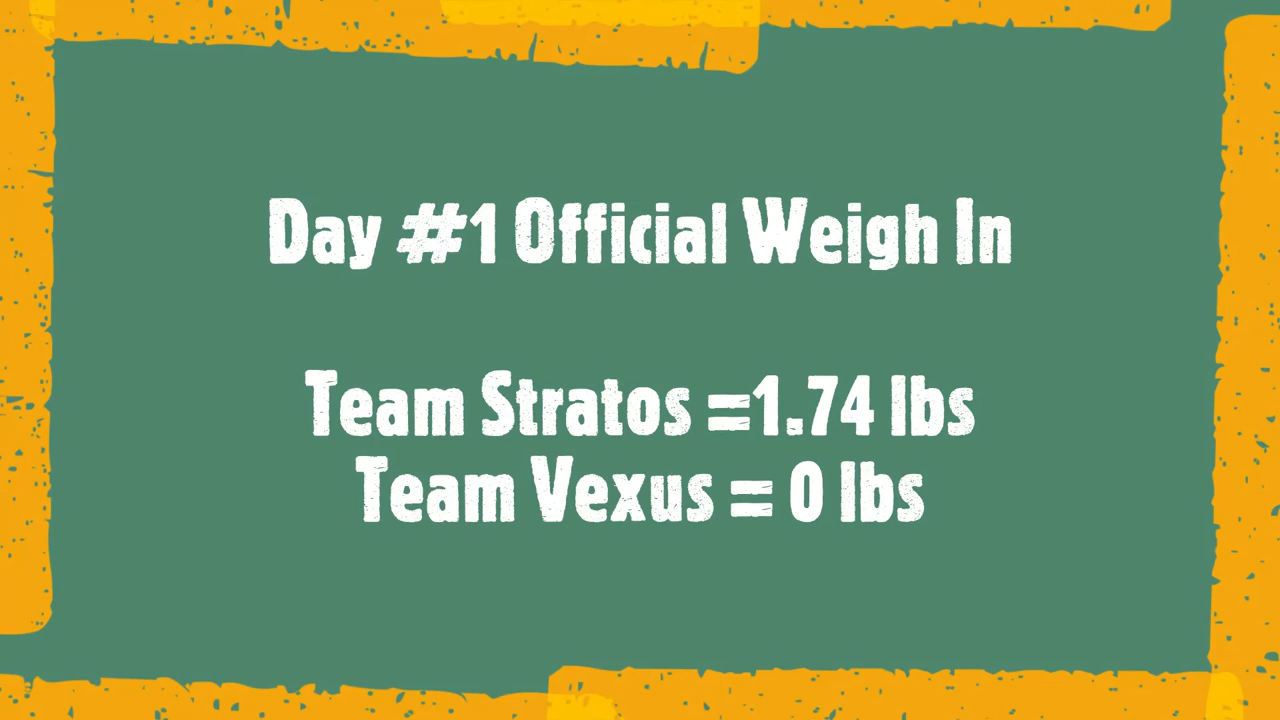 Day #1 Official Weigh In
Team Stratos =1.74 lbs
Team Vexus = 0 lbs